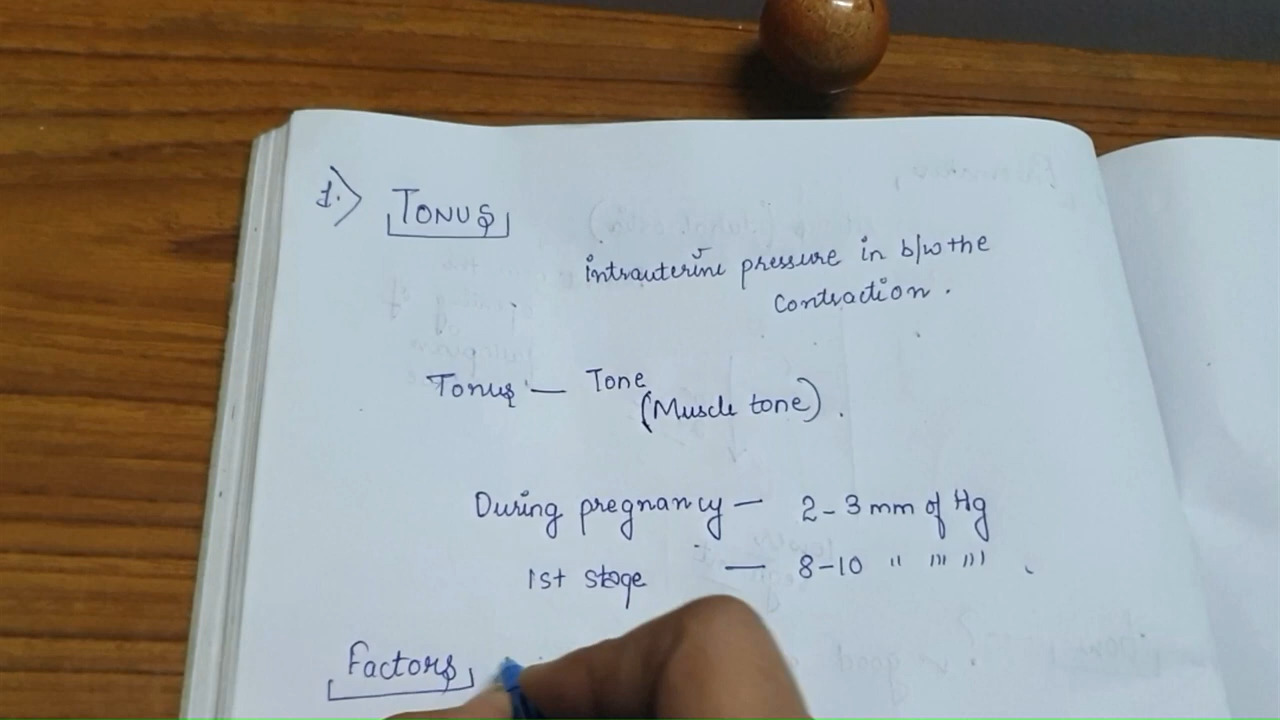 1.) TONUS
intrauterine pressure in b/w the
contraction.
Tonus — Tone
(Muscle tone).
During pregnancy — 2-3 mm of Hg
1st stage — 8-10 " "' "'
Factors